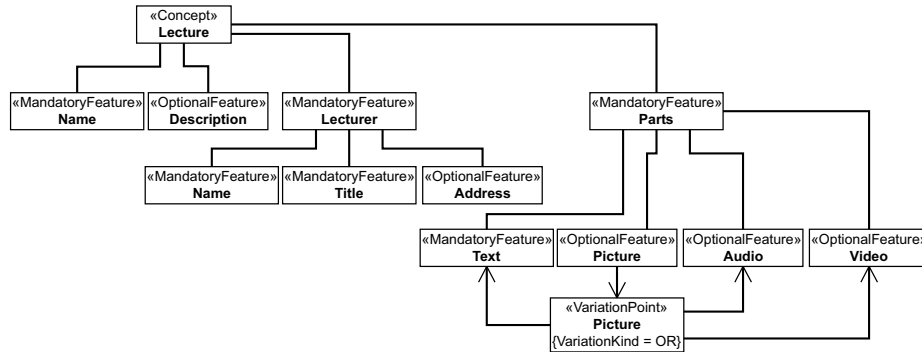 «Concept»
Lecture
«MandatoryFeature»
Name
«OptionalFeature»
Description
«MandatoryFeature»
Lecturer
«MandatoryFeature»
Parts
«MandatoryFeature»
Name
«MandatoryFeature»
Title
«OptionalFeature»
Address
«MandatoryFeature»
Text
«OptionalFeature»
Picture
«OptionalFeature»
Audio
«OptionalFeature»
Video
«VariationPoint»
Picture
{VariationKind = OR}